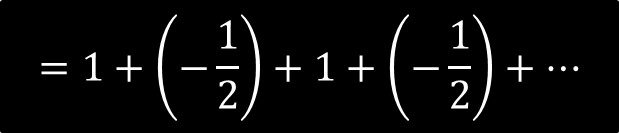 = 1 + (−1/2) + 1 + (−1/2) + ⋯